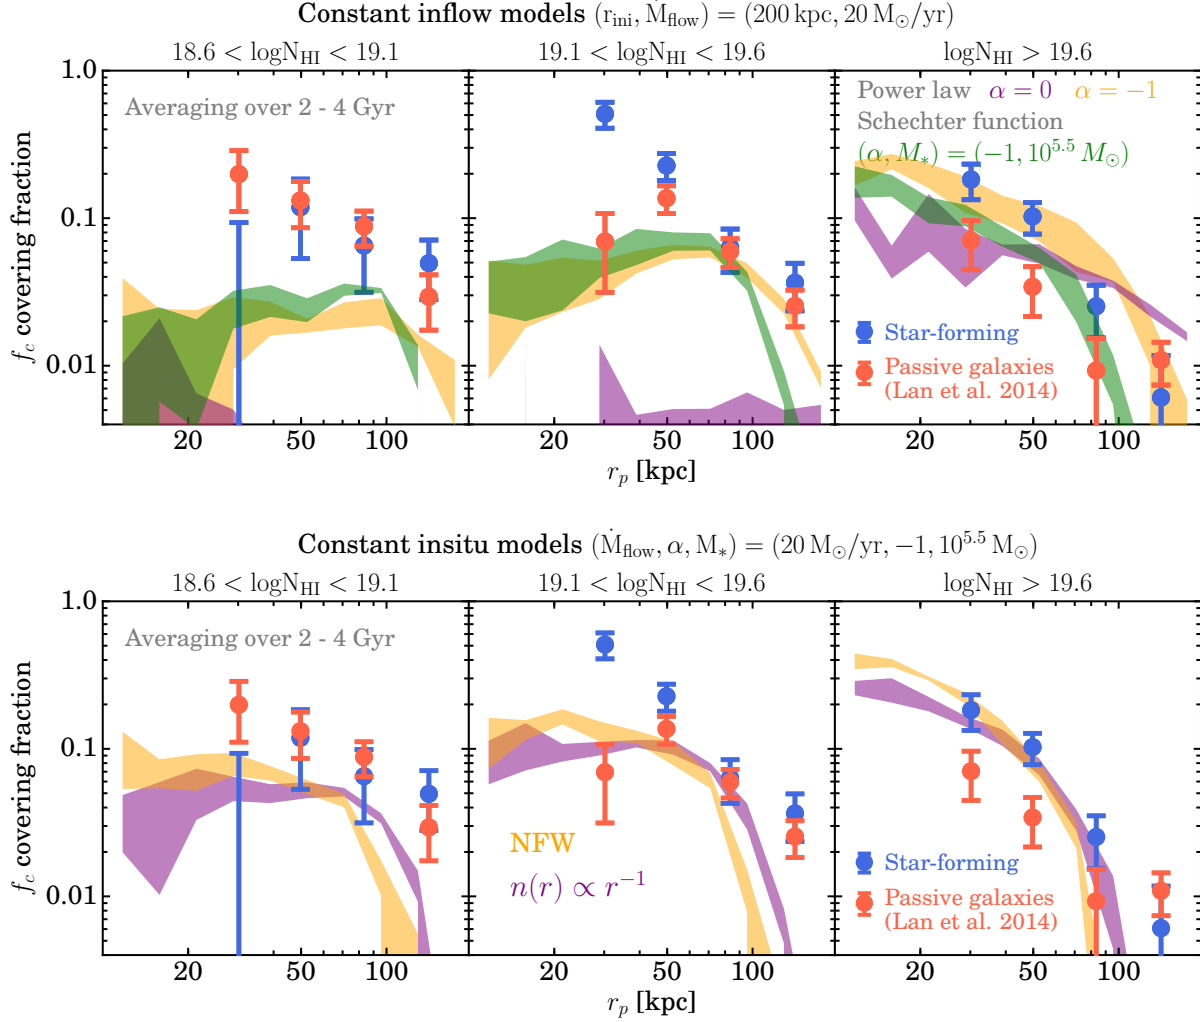 Constant inflow models (r_ini, Ṁ_flow) = (200 kpc, 20 M_⊙/yr)
18.6 < logN_HI < 19.1
19.1 < logN_HI < 19.6
logN_HI > 19.6
1.0
0.1
0.01
f_c covering fraction
Averaging over 2 - 4 Gyr
Power law α = 0 α = −1
Schechter function
(α, M_*) = (−1, 10^5.5 M_⊙)
Star-forming
Passive galaxies
(Lan et al. 2014)
20 50 100
20 50 100
20 50 100
r_p [kpc]
Constant insitu models (Ṁ_flow, α, M_*) = (20 M_⊙/yr, −1, 10^5.5 M_⊙)
18.6 < logN_HI < 19.1
19.1 < logN_HI < 19.6
logN_HI > 19.6
1.0
0.1
0.01
f_c covering fraction
Averaging over 2 - 4 Gyr
NFW
n(r) ∝ r^−1
Star-forming
Passive galaxies
(Lan et al. 2014)
20 50 100
20 50 100
20 50 100
r_p [kpc]